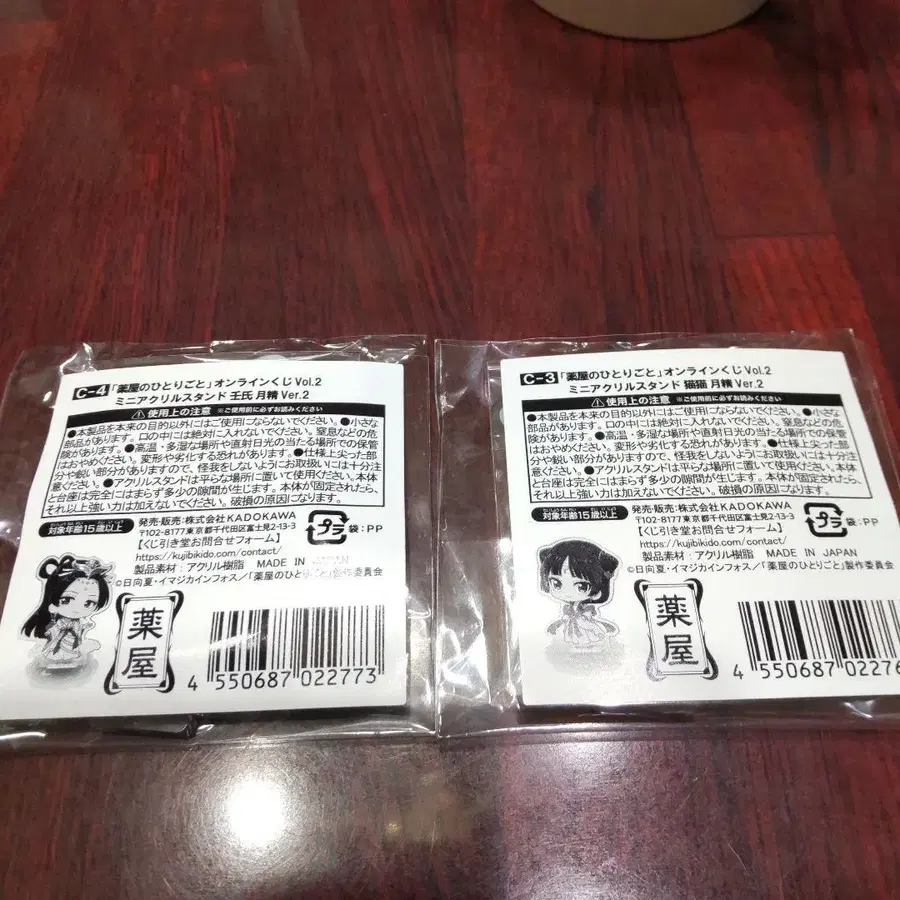 C-4 「薬屋のひとりごと」オンラインくじ Vol.2
ミニアクリルスタンド 壬氏 月精 Ver.2
使用上の注意 ※ご使用前に必ずお読みください
●本製品を本来の目的以外にはご使用にならないでください。●小さな
部品があります。口の中には絶対に入れないでください。窒息などの危
険があります。●高温・多湿な場所や直射日光の当たる場所での保管
はおやめください。変形や劣化する恐れがあります。●仕様上尖った部
分や鋭い部分がありますので、怪我をしないようにお取扱いには十分注
意ください。●アクリルスタンドは平らな場所に置いて使用ください。本体
と台座は完全にはまらず多少の隙間が生じます。本体が固定されたら、
それ以上強い力は加えないでください。破損の原因になります。
対象年齢15歳以上
発売・販売:株式会社KADOKAWA
〒102-8177 東京都千代田区富士見2-13-3
【くじ引き堂お問合せフォーム】
https://kujibikido.com/contact/
製品素材:アクリル樹脂 MADE IN JAPAN
プラ 袋:PP
©日向夏・イマジカインフォス/「薬屋のひとりごと」製作委員会
薬屋
4 550687 022773
C-3 「薬屋のひとりごと」オンラインくじ Vol.2
ミニアクリルスタンド 猫猫 月精 Ver.2
使用上の注意 ※ご使用前に必ずお読みください
●本製品を本来の目的以外にはご使用にならないでください。●小さな
部品があります。口の中には絶対に入れないでください。窒息などの危
険があります。●高温・多湿な場所や直射日光の当たる場所での保管
はおやめください。変形や劣化する恐れがあります。●仕様上尖った部
分や鋭い部分がありますので、怪我をしないようにお取扱いには十分注
意ください。●アクリルスタンドは平らな場所に置いて使用ください。本体
と台座は完全にはまらず多少の隙間が生じます。本体が固定されたら、
それ以上強い力は加えないでください。破損の原因になります。
対象年齢15歳以上
発売・販売:株式会社KADOKAWA
〒102-8177 東京都千代田区富士見2-13-3
【くじ引き堂お問合せフォーム】
https://kujibikido.com/contact/
製品素材:アクリル樹脂 MADE IN JAPAN
プラ 袋:PP
©日向夏・イマジカインフォス/「薬屋のひとりごと」製作委員会
薬屋
4 550687 0227